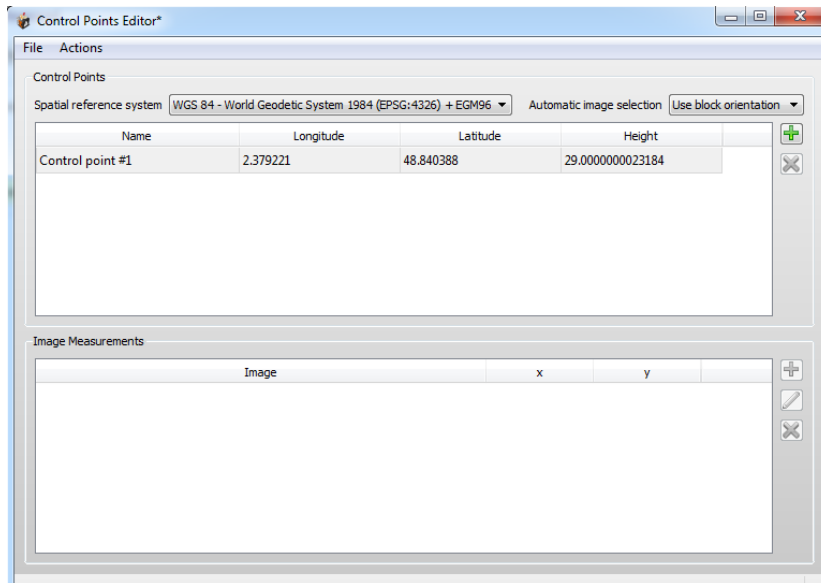 Control Points Editor*
File Actions
Control Points
Spatial reference system WGS 84 - World Geodetic System 1984 (EPSG:4326) + EGM96 Automatic image selection Use block orientation
Name Longitude Latitude Height
Control point #1 2.379221 48.840388 29.0000000023184
Image Measurements
Image x y